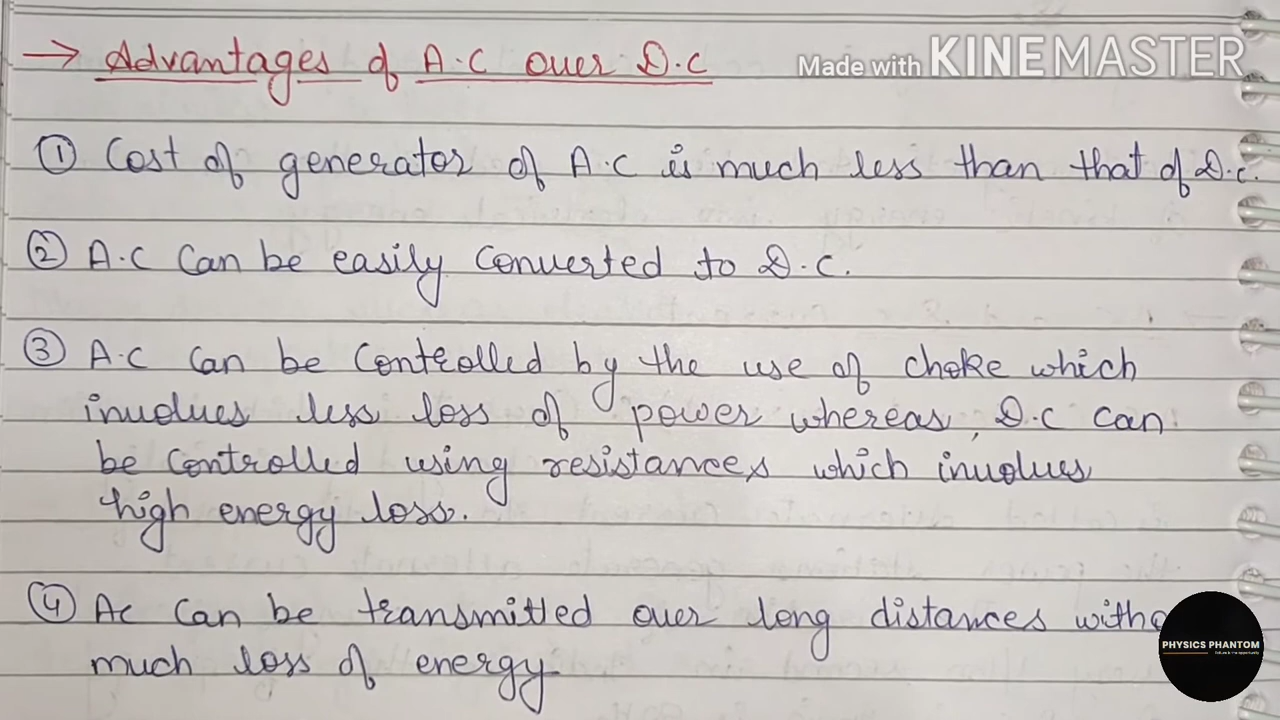 → Advantages of A.C over D.C
Made with KINEMASTER
① Cost of generator of A.C is much less than that of D.C.
② A.C Can be easily Converted to D.C.
③ A.C Can be Controlled by the use of choke which
involves less loss of power whereas, D.C can
be Controlled using resistances which involves
high energy loss.
④ AC Can be transmitted over long distances
much loss of energy
PHYSICS PHANTOM